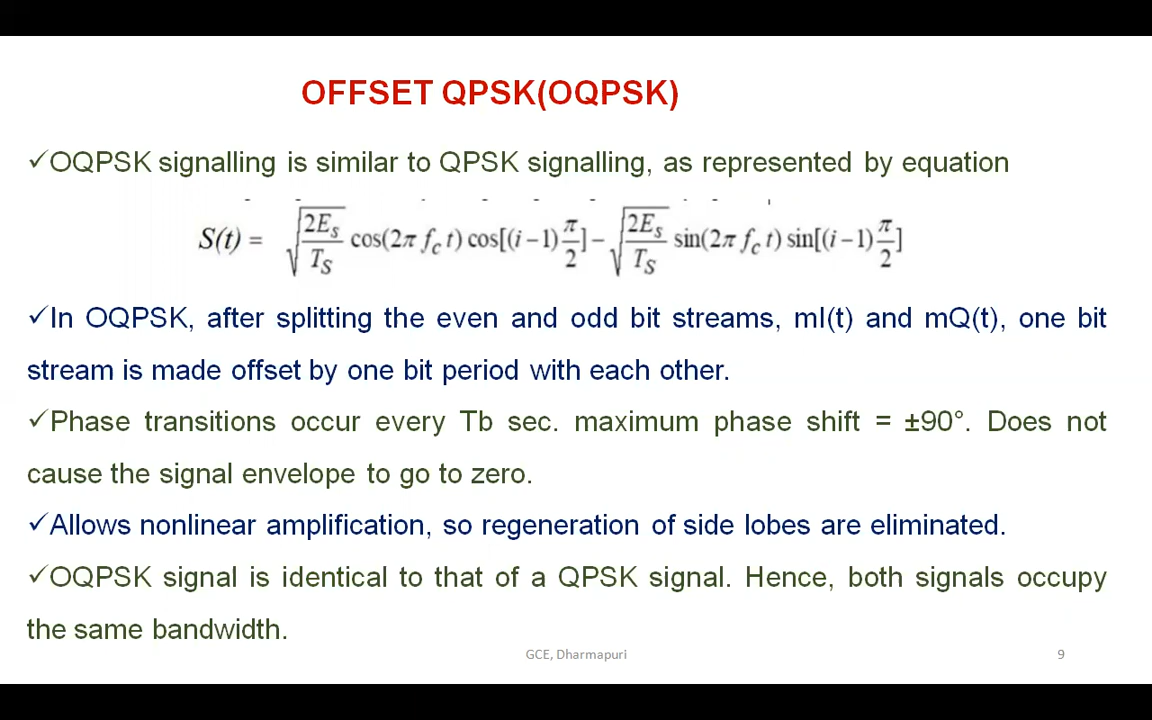 OFFSET QPSK(OQPSK)
✓OQPSK signalling is similar to QPSK signalling, as represented by equation
S(t) = √(2E_s/T_S) cos(2π f_c t) cos[(i−1)π/2] − √(2E_s/T_S) sin(2π f_c t) sin[(i−1)π/2]
✓In OQPSK, after splitting the even and odd bit streams, mI(t) and mQ(t), one bit
stream is made offset by one bit period with each other.
✓Phase transitions occur every Tb sec. maximum phase shift = ±90°. Does not
cause the signal envelope to go to zero.
✓Allows nonlinear amplification, so regeneration of side lobes are eliminated.
✓OQPSK signal is identical to that of a QPSK signal. Hence, both signals occupy
the same bandwidth.
GCE, Dharmapuri
9